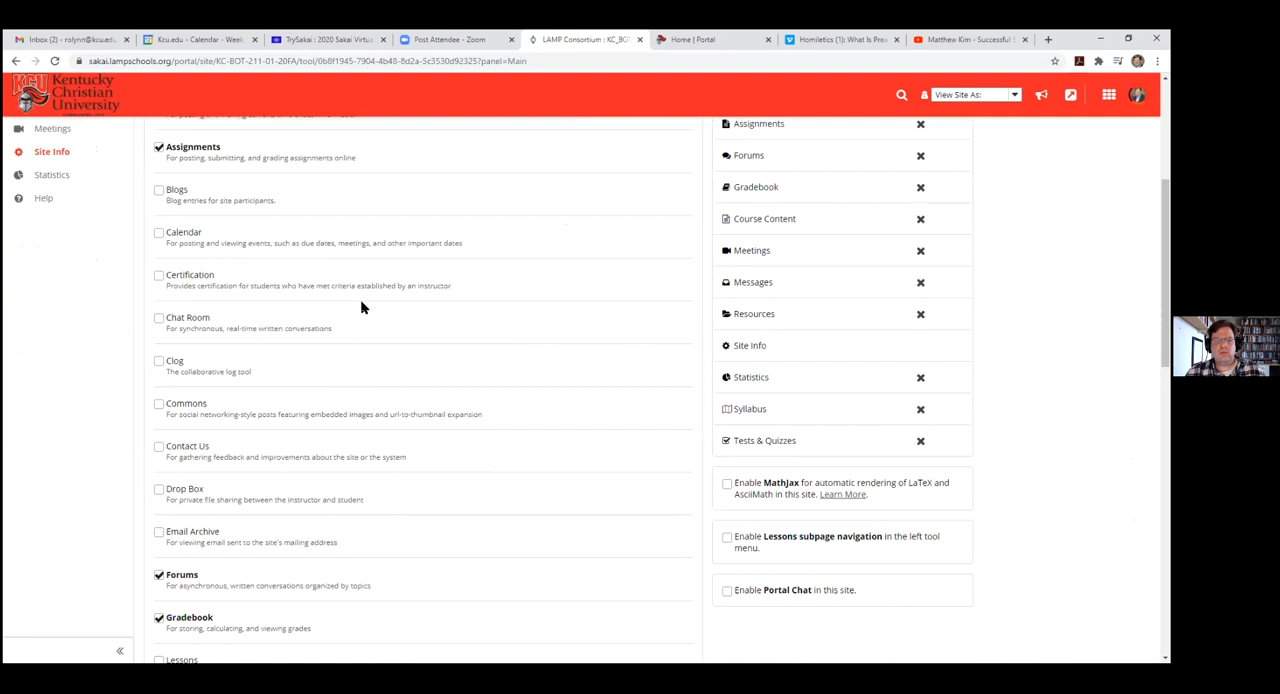 Inbox (2) - rolynn@kcu.edu
Kcu.edu - Calendar - Week
TrySakai : 2020 Sakai Virtua
Post Attendee - Zoom
LAMP Consortium : KC_BOT
Home | Portal
Homiletics (1): What Is Prea
Matthew Kim - Successful S
sakai.lampschools.org/portal/site/KC-BOT-211-01-20FA/tool/0b8f1945-7904-4b48-8d2a-5c3530d92325?panel=Main
KCU
Kentucky
Christian
University
View Site As:
Meetings
Site Info
Statistics
Help
Assignments
For posting, submitting, and grading assignments online
Blogs
Blog entries for site participants.
Calendar
For posting and viewing events, such as due dates, meetings, and other important dates
Certification
Provides certification for students who have met criteria established by an instructor
Chat Room
For synchronous, real-time written conversations
Clog
The collaborative log tool
Commons
For social networking-style posts featuring embedded images and url-to-thumbnail expansion
Contact Us
For gathering feedback and improvements about the site or the system
Drop Box
For private file sharing between the instructor and student
Email Archive
For viewing email sent to the site's mailing address
Forums
For asynchronous, written conversations organized by topics
Gradebook
For storing, calculating, and viewing grades
Lessons
Assignments
Forums
Gradebook
Course Content
Meetings
Messages
Resources
Site Info
Statistics
Syllabus
Tests & Quizzes
Enable MathJax for automatic rendering of LaTeX and
AsciiMath in this site. Learn More.
Enable Lessons subpage navigation in the left tool
menu.
Enable Portal Chat in this site.